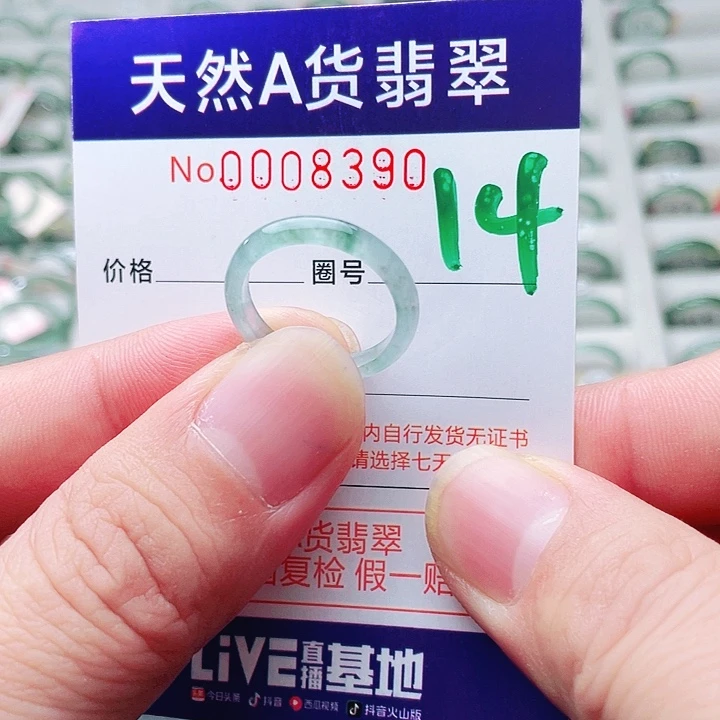 天然A货翡翠
No.0008390
14
价格
圈号
内自行发货无证书
请选择七天
货翡翠
复检 假一赔
LiVE直播基地
今日头条 抖音 西瓜视频 抖音火山版